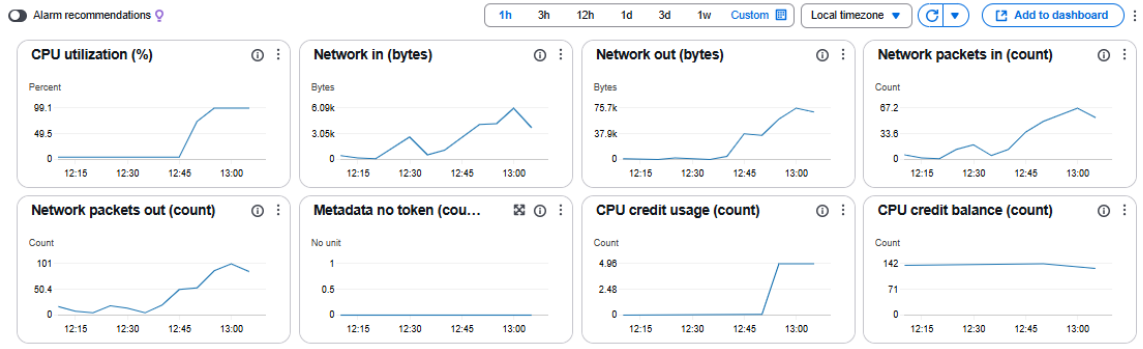 Alarm recommendations
1h 3h 12h 1d 3d 1w Custom Local timezone Add to dashboard
CPU utilization (%)
Percent
99.1
49.5
0
12:15 12:30 12:45 13:00
Network in (bytes)
Bytes
6.09k
3.05k
0
12:15 12:30 12:45 13:00
Network out (bytes)
Bytes
75.7k
37.9k
0
12:15 12:30 12:45 13:00
Network packets in (count)
Count
67.2
33.6
0
12:15 12:30 12:45 13:00
Network packets out (count)
Count
101
50.4
0
12:15 12:30 12:45 13:00
Metadata no token (cou...
No unit
1
0.5
0
12:15 12:30 12:45 13:00
CPU credit usage (count)
Count
4.96
2.48
0
12:15 12:30 12:45 13:00
CPU credit balance (count)
Count
142
71
0
12:15 12:30 12:45 13:00